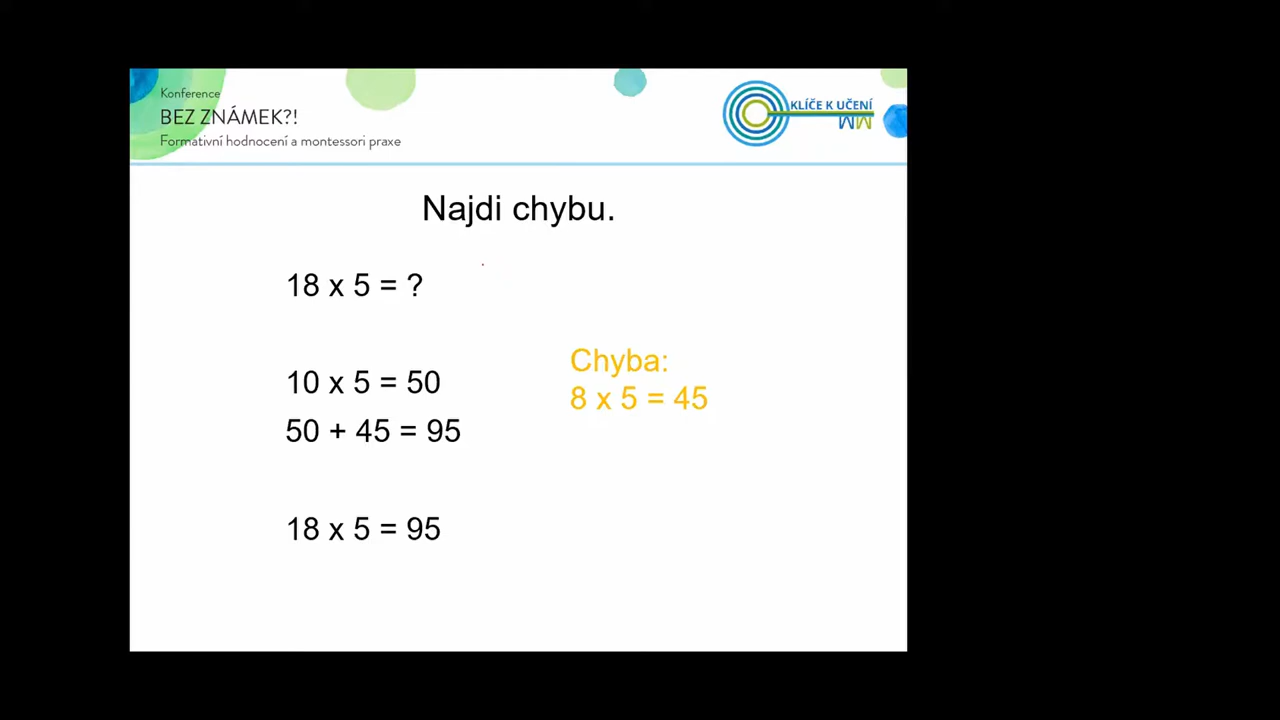 Konference
BEZ ZNÁMEK?!
Formativní hodnocení a montessori praxe
KLÍČE K UČENÍ
MM
Najdi chybu.
18 x 5 = ?
10 x 5 = 50
50 + 45 = 95
Chyba:
8 x 5 = 45
18 x 5 = 95